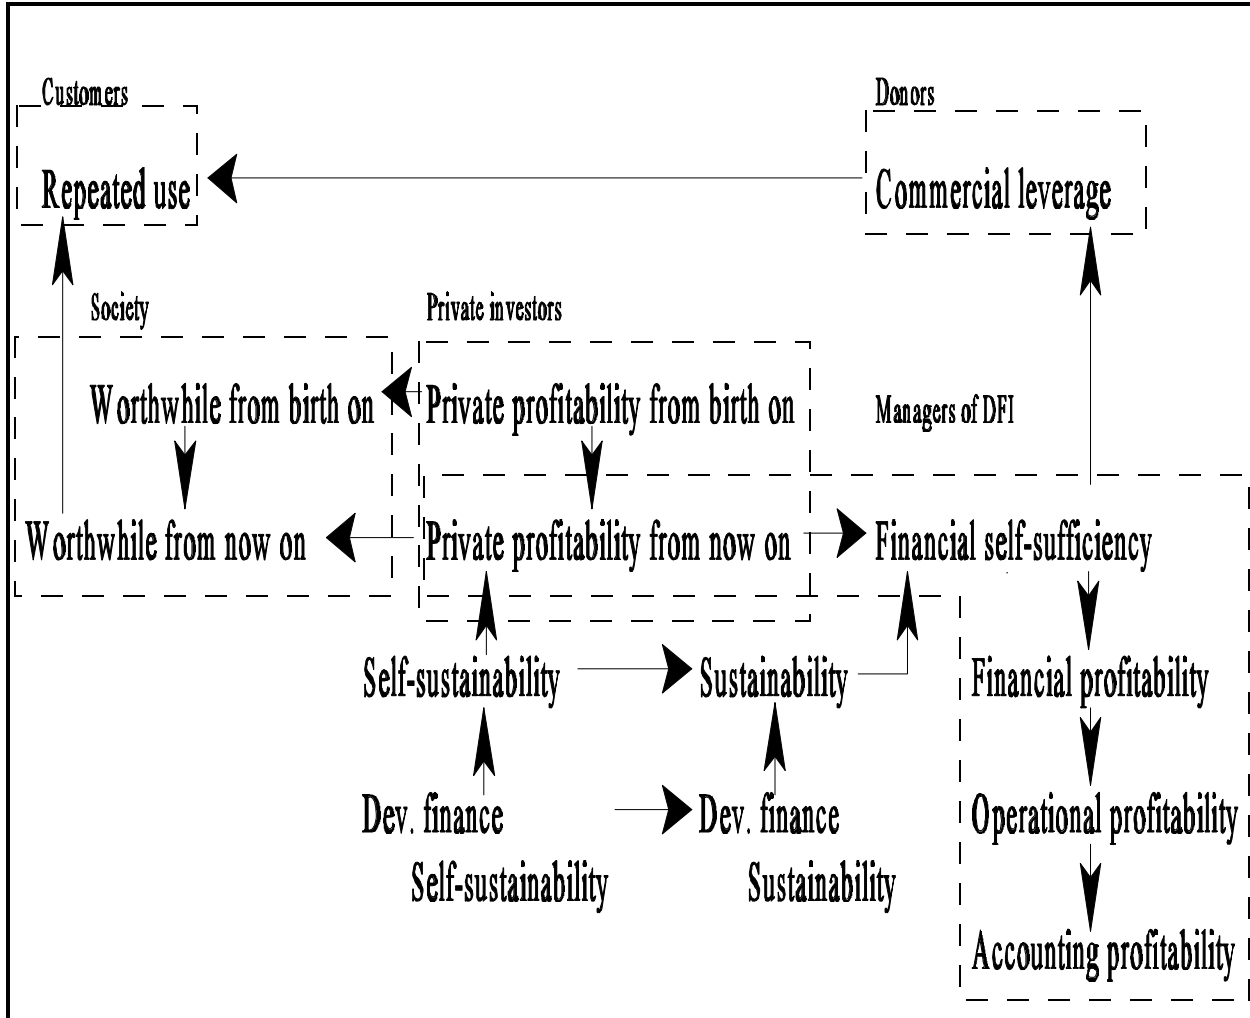 Customers
Donors
Repeated use
Commercial leverage
Society
Private investors
Worthwhile from birth on
Private profitability from birth on
Managers of DFI
Worthwhile from now on
Private profitability from now on
Financial self-sufficiency
Self-sustainability
Sustainability
Financial profitability
Dev. finance
Self-sustainability
Dev. finance
Sustainability
Operational profitability
Accounting profitability